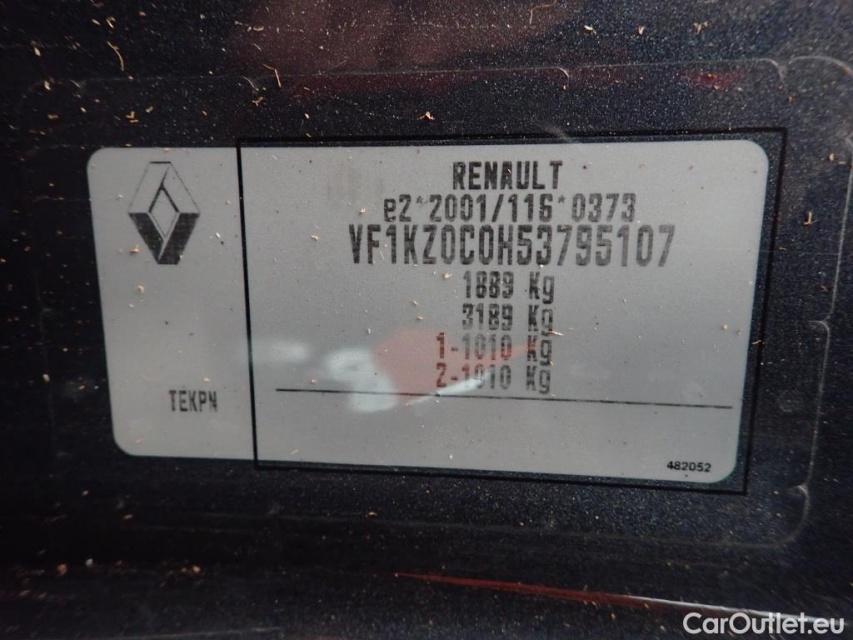 RENAULT
e2*2001/116*0373
VF1KZ0C0H53795107
1889 Kg
3189 Kg
1-1010 Kg
2-1010 Kg
TEKPN
482052
CarOutlet.eu